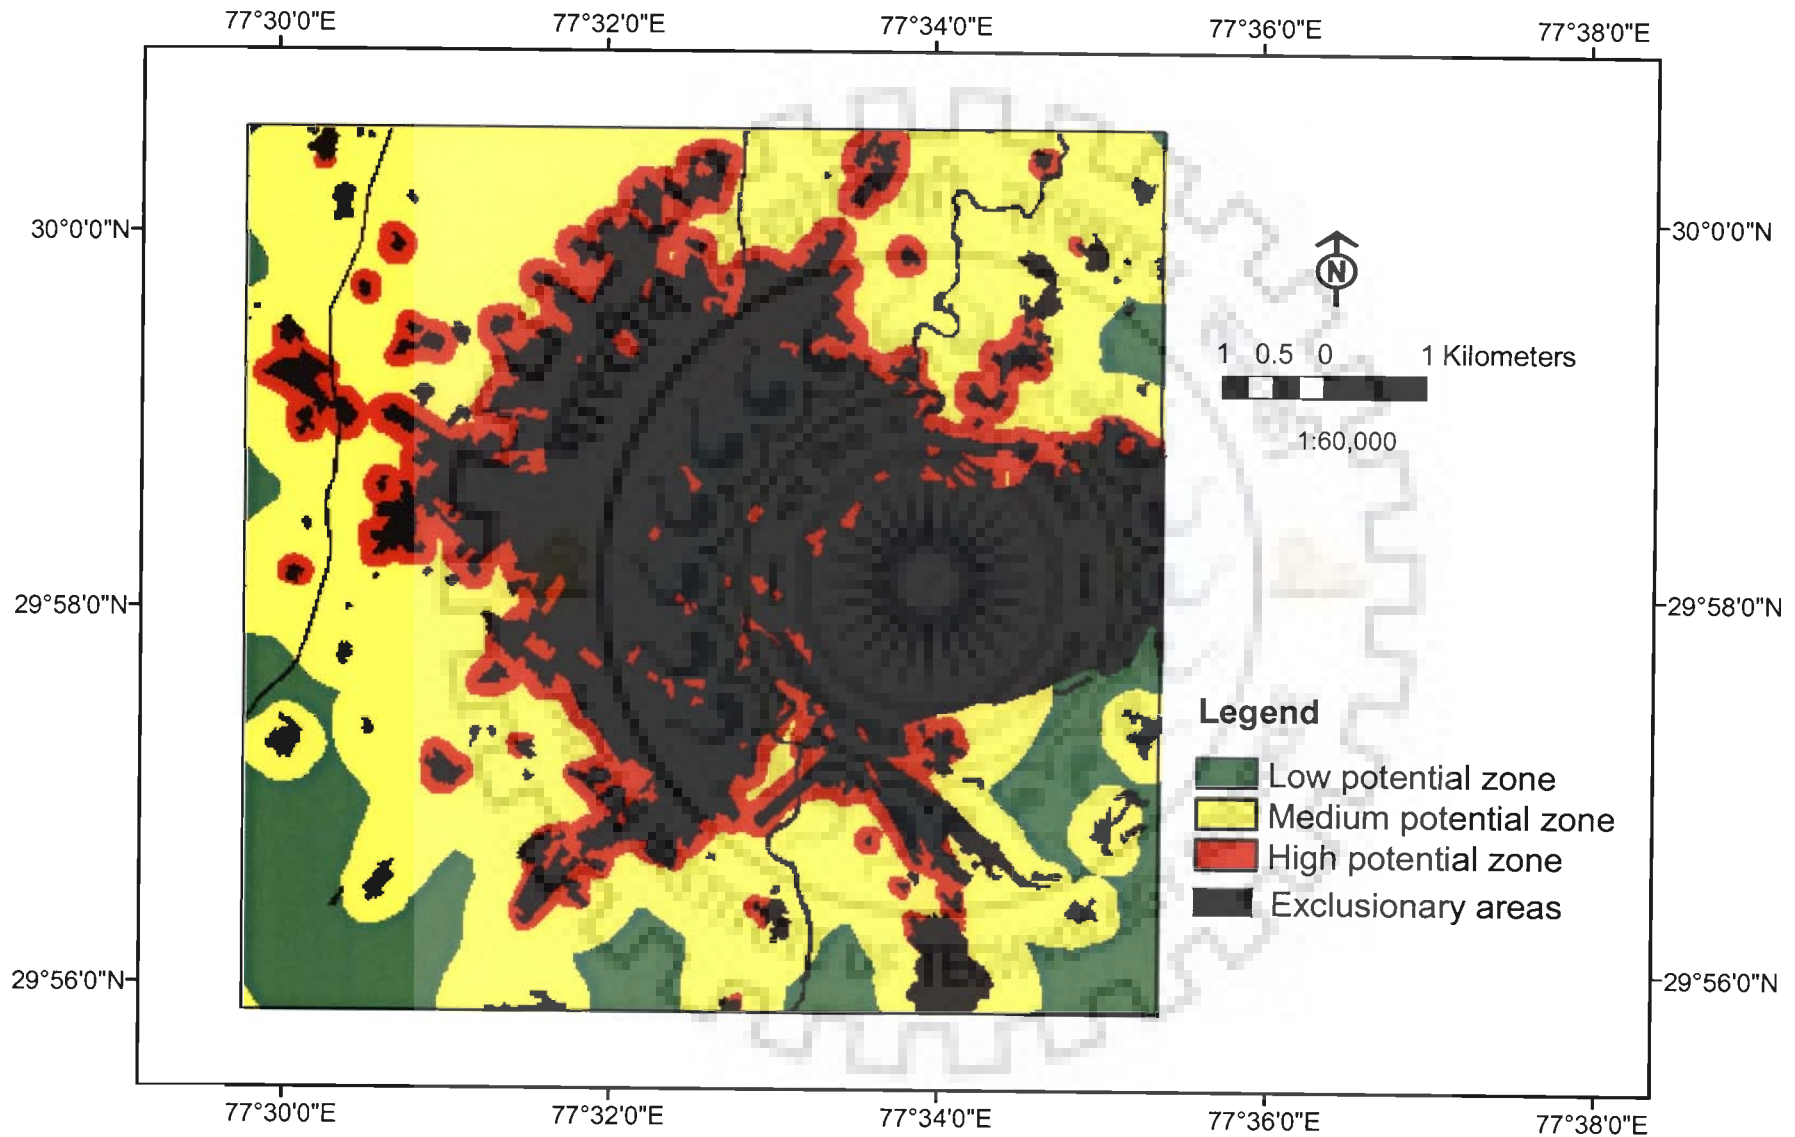 77°30'0"E 77°32'0"E 77°34'0"E 77°36'0"E 77°38'0"E
30°0'0"N 30°0'0"N
N
1 0.5 0 1 Kilometers
1:60,000
29°58'0"N 29°58'0"N
Legend
Low potential zone
Medium potential zone
High potential zone
Exclusionary areas
29°56'0"N 29°56'0"N
77°30'0"E 77°32'0"E 77°34'0"E 77°36'0"E 77°38'0"E